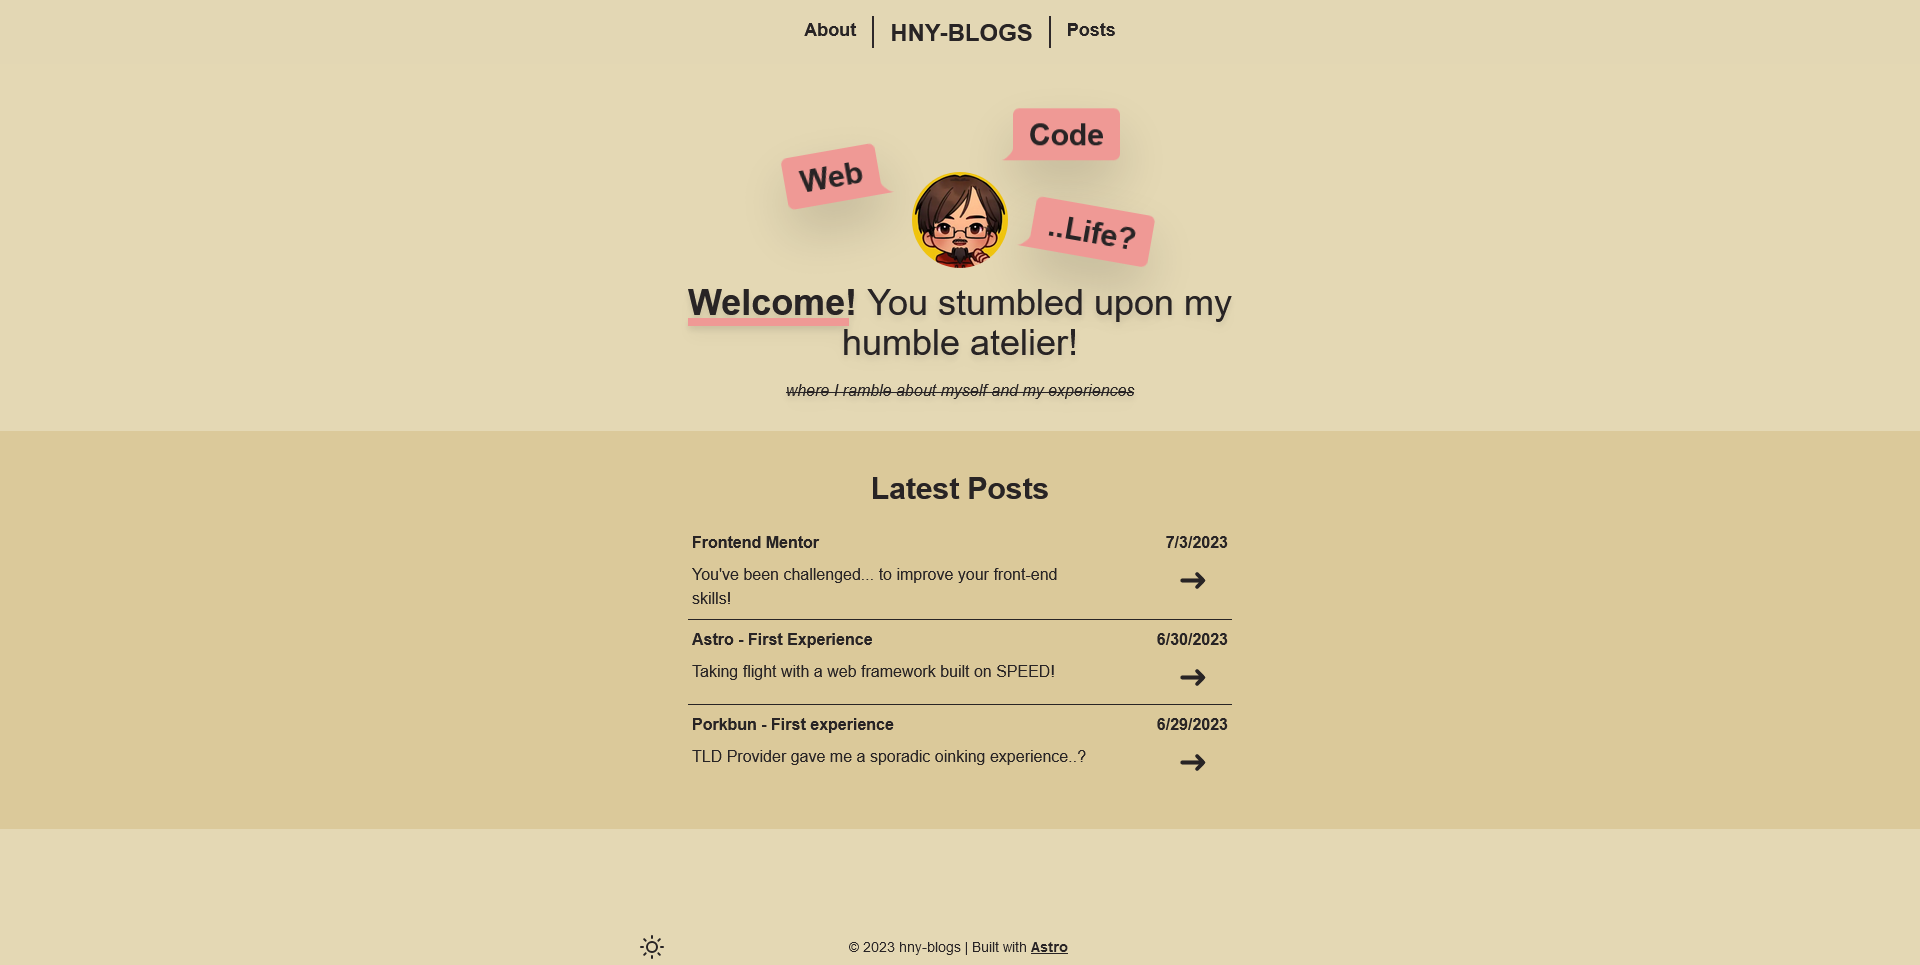 About
HNY-BLOGS
Posts
Code
Web
..Life?
Welcome! You stumbled upon my
humble atelier!
where I ramble about myself and my experiences
Latest Posts
Frontend Mentor
7/3/2023
You've been challenged... to improve your front-end
skills!
Astro - First Experience
6/30/2023
Taking flight with a web framework built on SPEED!
Porkbun - First experience
6/29/2023
TLD Provider gave me a sporadic oinking experience..?
© 2023 hny-blogs | Built with Astro